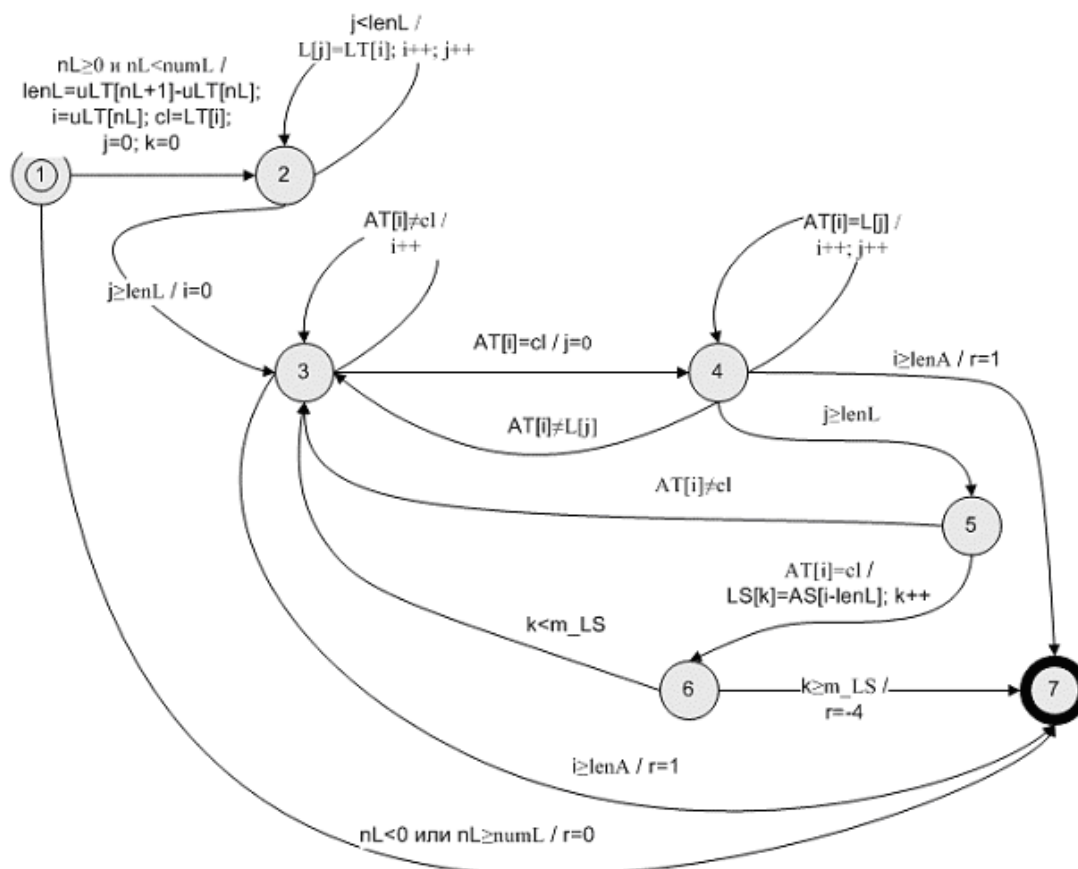 j<lenL /
L[j]=LT[i]; i++; j++
nL≥0 и nL<numL /
lenL=uLT[nL+1]-uLT[nL];
i=uLT[nL]; cl=LT[i];
j=0; k=0
1
2
AT[i]≠cl /
i++
AT[i]=L[j] /
i++; j++
j≥lenL / i=0
AT[i]=cl / j=0
3
4
i≥lenA / r=1
AT[i]≠L[j]
j≥lenL
AT[i]≠cl
5
AT[i]=cl /
LS[k]=AS[i-lenL]; k++
k<m_LS
6
k≥m_LS /
r=-4
7
i≥lenA / r=1
nL<0 или nL≥numL / r=0